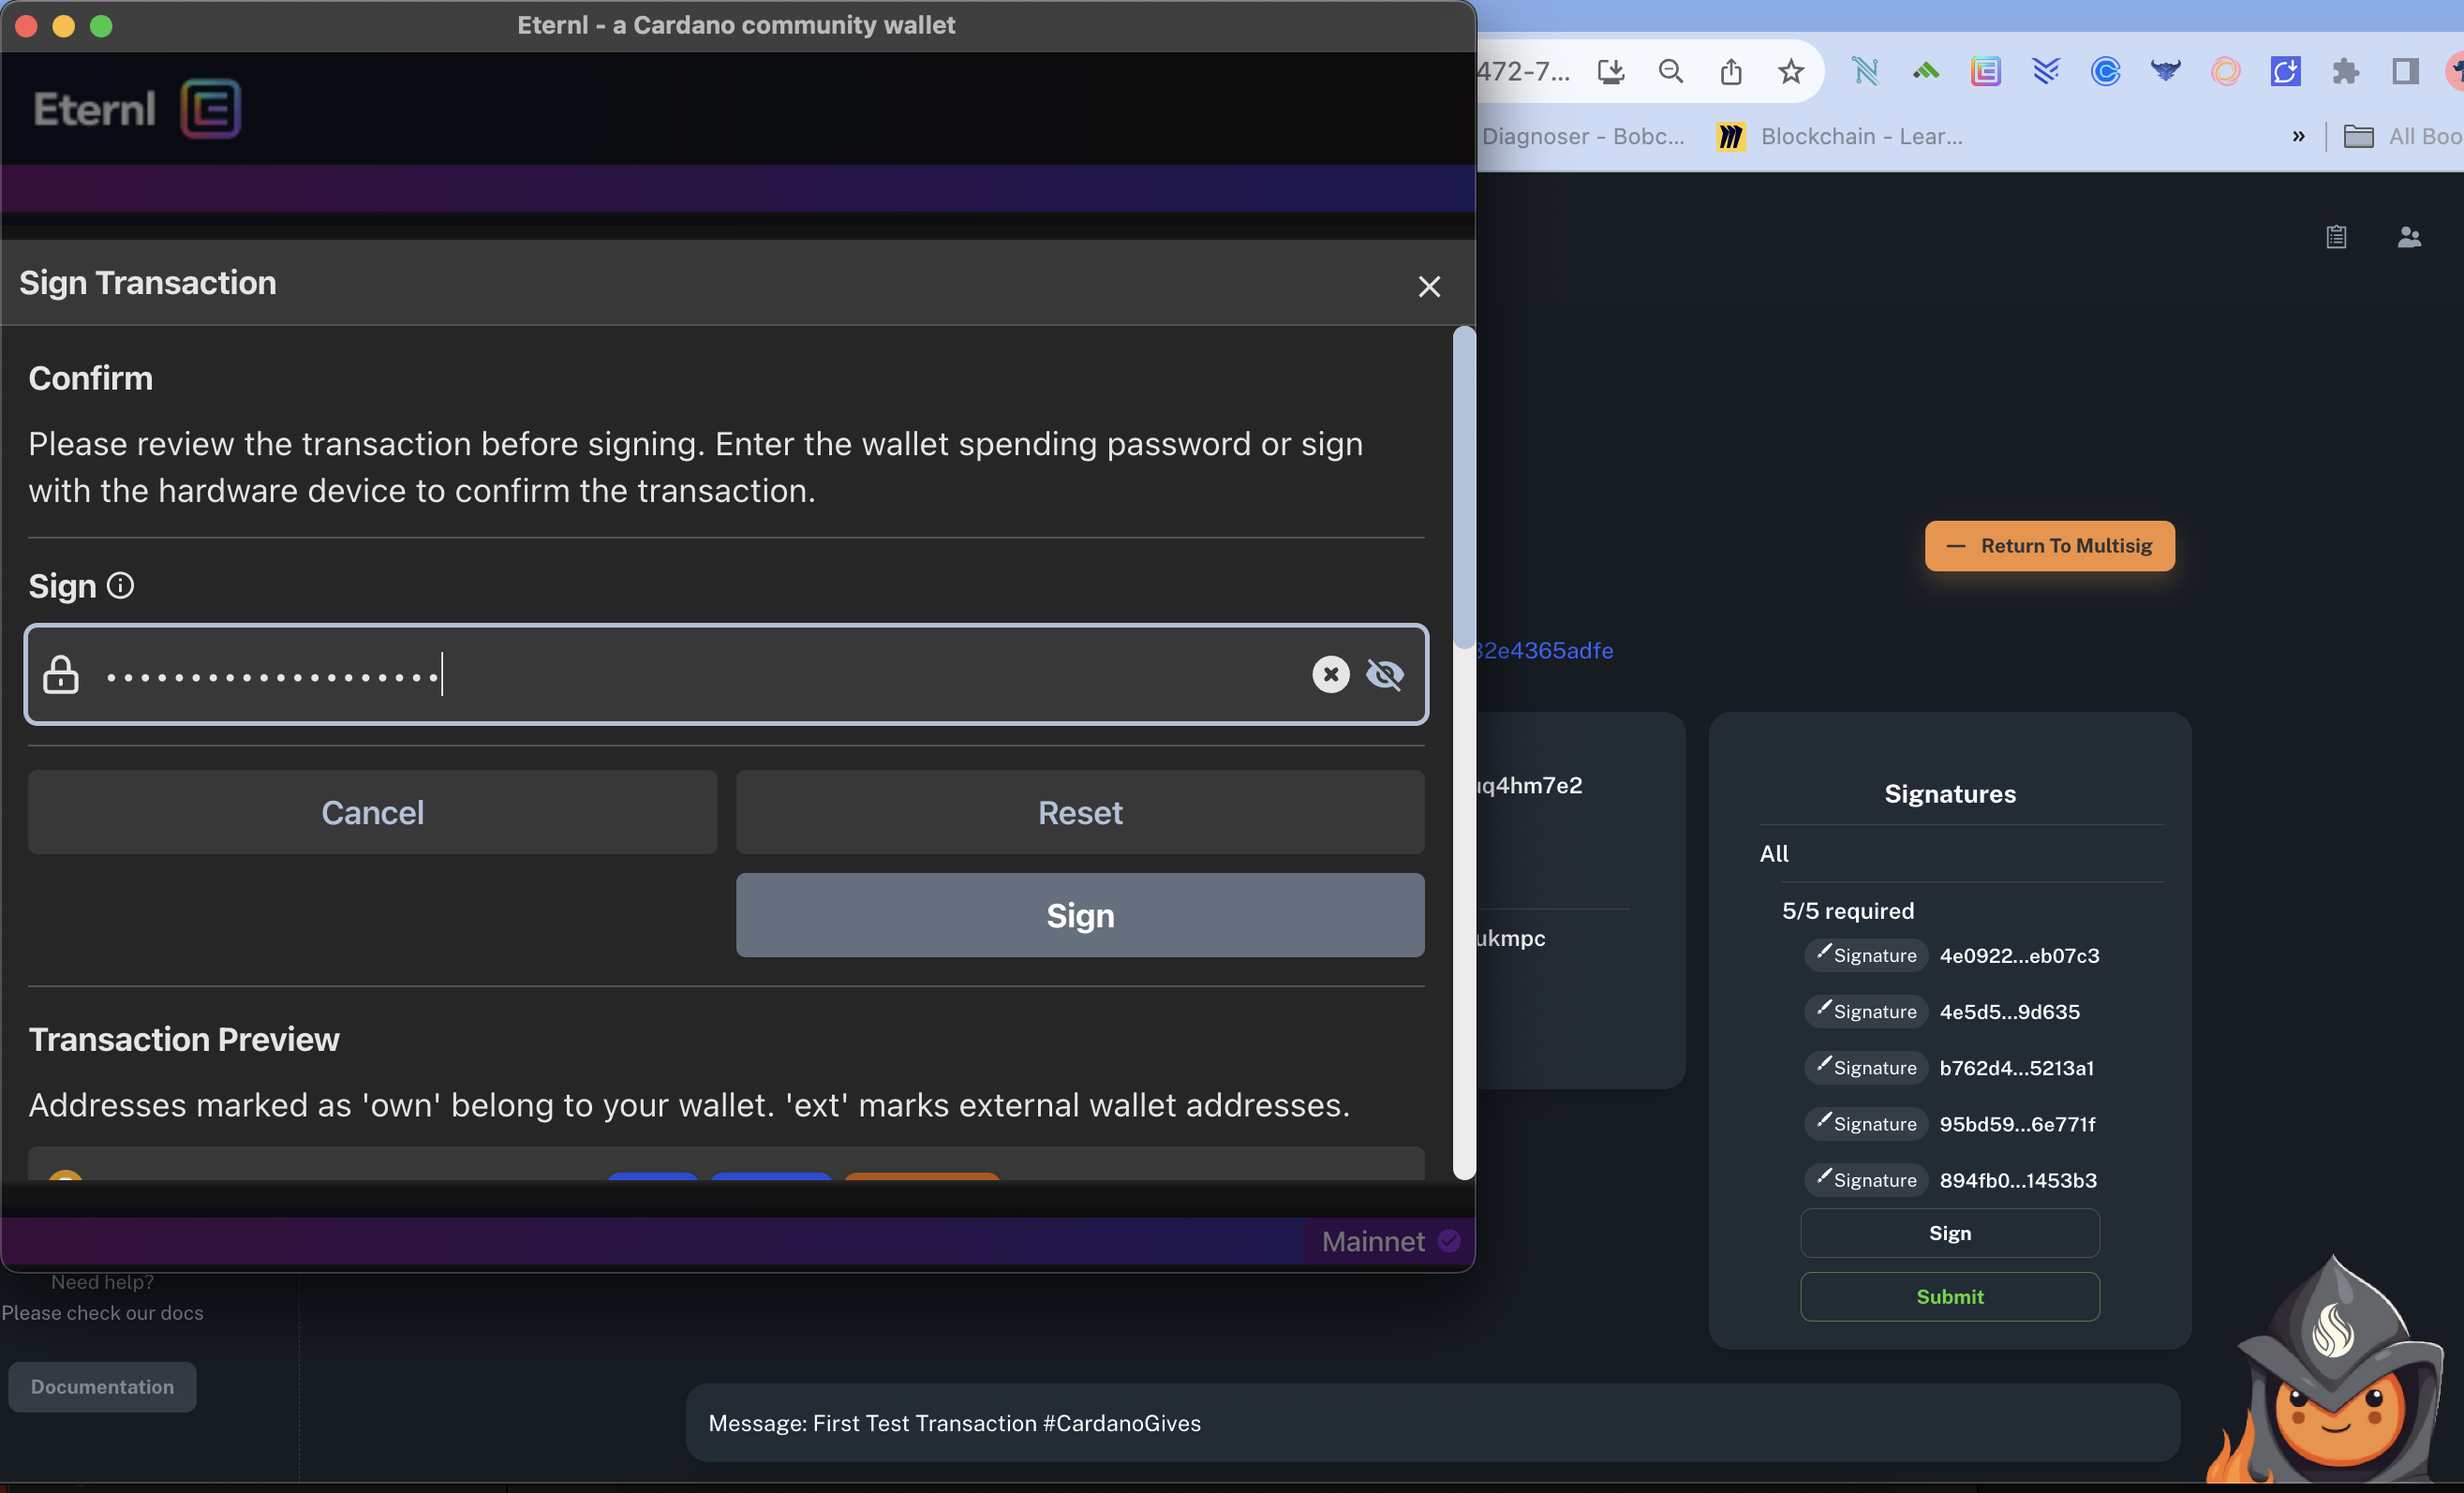 Eternl - a Cardano community wallet
Eternl
Sign Transaction
Confirm
Please review the transaction before signing. Enter the wallet spending password or sign
with the hardware device to confirm the transaction.
Sign
Cancel
Reset
Sign
Transaction Preview
Addresses marked as 'own' belong to your wallet. 'ext' marks external wallet addresses.
Mainnet
472-7...
Diagnoser - Bobc...
Blockchain - Lear...
»
All Boo
— Return To Multisig
32e4365adfe
uq4hm7e2
ukmpc
Signatures
All
5/5 required
Signature 4e0922...eb07c3
Signature 4e5d5...9d635
Signature b762d4...5213a1
Signature 95bd59...6e771f
Signature 894fb0...1453b3
Sign
Submit
Need help?
Please check our docs
Documentation
Message: First Test Transaction #CardanoGives